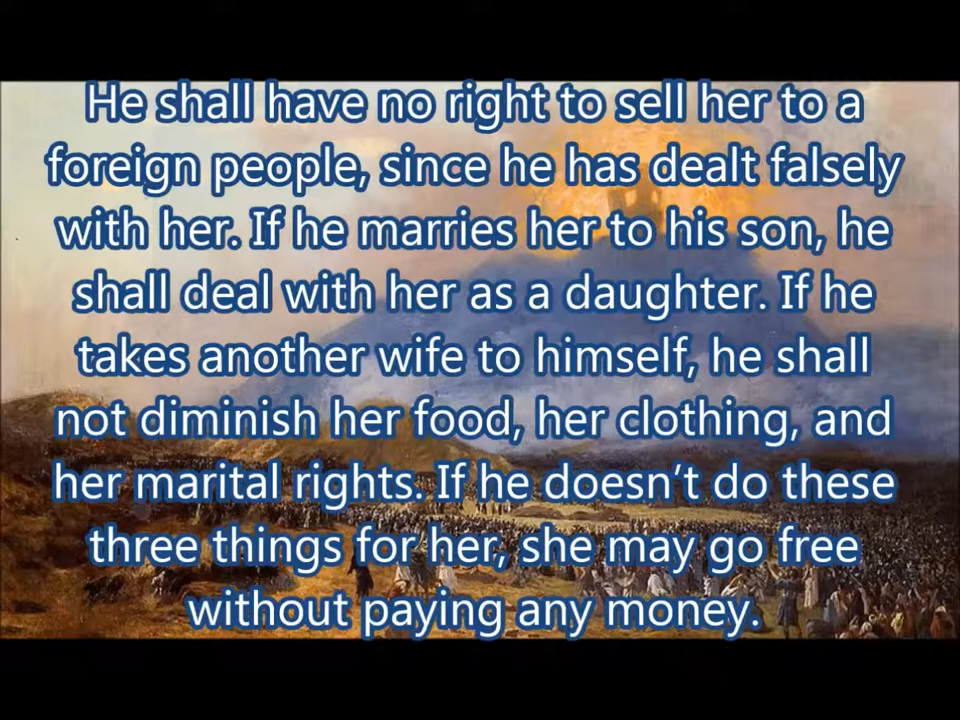 He shall have no right to sell her to a
foreign people, since he has dealt falsely
with her. If he marries her to his son, he
shall deal with her as a daughter. If he
takes another wife to himself, he shall
not diminish her food, her clothing, and
her marital rights. If he doesn’t do these
three things for her, she may go free
without paying any money.